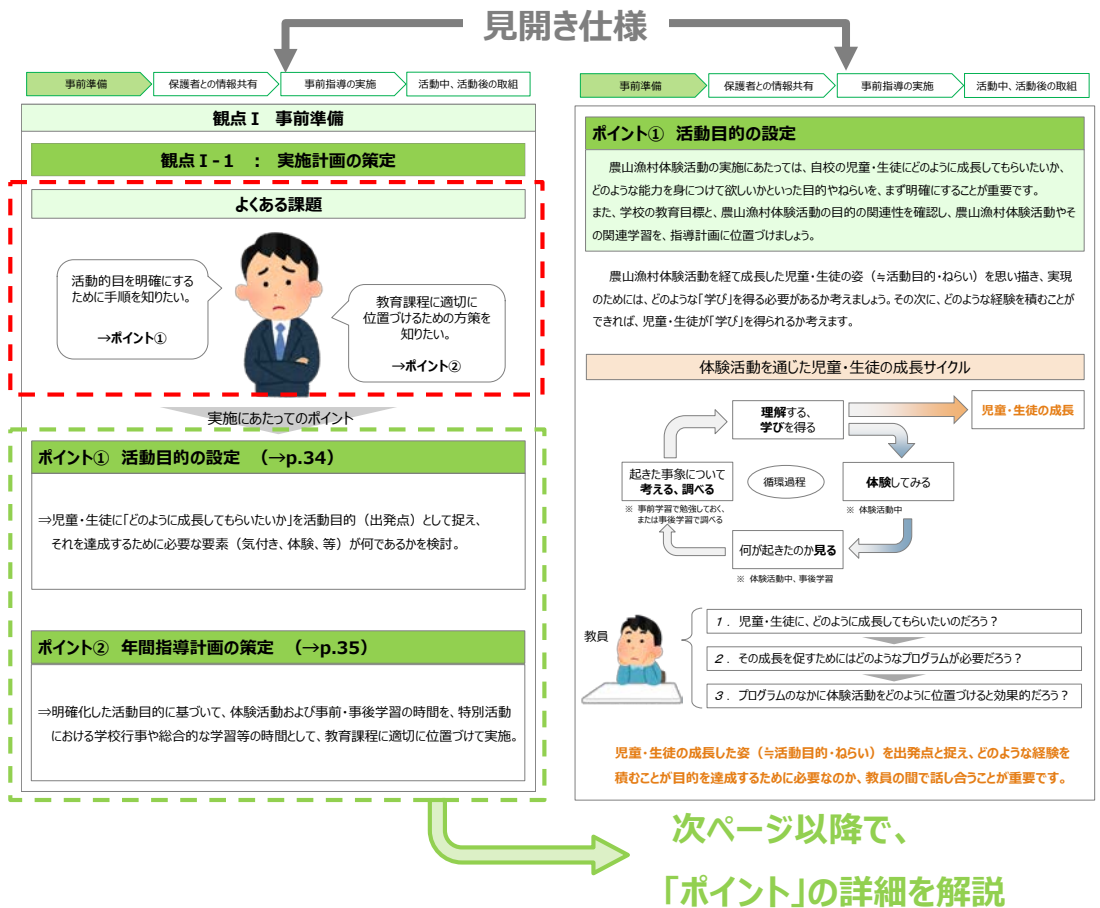 見開き仕様
事前準備
保護者との情報共有
事前指導の実施
活動中、活動後の取組
観点Ⅰ 事前準備
観点Ⅰ-1 : 実施計画の策定
よくある課題
活動的目を明確にする
ために手順を知りたい。
→ポイント①
教育課程に適切に
位置づけるための方策を
知りたい。
→ポイント②
実施にあたってのポイント
ポイント① 活動目的の設定 (→p.34)
⇒児童・生徒に「どのように成長してもらいたいか」を活動目的（出発点）として捉え、
それを達成するために必要な要素（気付き、体験、等）が何であるかを検討。
ポイント② 年間指導計画の策定 (→p.35)
⇒明確化した活動目的に基づいて、体験活動および事前・事後学習の時間を、特別活動
における学校行事や総合的な学習等の時間として、教育課程に適切に位置づけて実施。
事前準備
保護者との情報共有
事前指導の実施
活動中、活動後の取組
ポイント① 活動目的の設定
農山漁村体験活動の実施にあたっては、自校の児童・生徒にどのように成長してもらいたいか、
どのような能力を身につけて欲しいかといった目的やねらいを、まず明確にすることが重要です。
また、学校の教育目標と、農山漁村体験活動の目的の関連性を確認し、農山漁村体験活動やそ
の関連学習を、指導計画に位置づけましょう。
農山漁村体験活動を経て成長した児童・生徒の姿（≒活動目的・ねらい）を思い描き、実現
のためには、どのような「学び」を得る必要があるか考えましょう。その次に、どのような経験を積むことが
できれば、児童・生徒が「学び」を得られるか考えます。
体験活動を通じた児童・生徒の成長サイクル
理解する、
学びを得る
児童・生徒の成長
起きた事象について
考える、調べる
循環過程
体験してみる
※ 事前学習で勉強しておく、
または事後学習で調べる
※ 体験活動中
何が起きたのか見る
※ 体験活動中、事後学習
教員
１．児童・生徒に、どのように成長してもらいたいのだろう？
２．その成長を促すためにはどのようなプログラムが必要だろう？
３．プログラムのなかに体験活動をどのように位置づけると効果的だろう？
児童・生徒の成長した姿（≒活動目的・ねらい）を出発点と捉え、どのような経験を
積むことが目的を達成するために必要なのか、教員の間で話し合うことが重要です。
次ページ以降で、
「ポイント」の詳細を解説